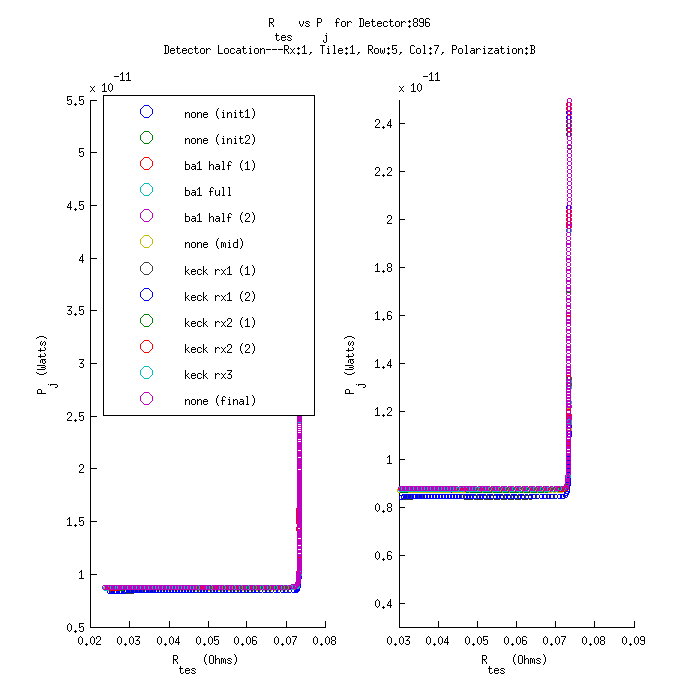 R_tes vs P_j for Detector:896
Detector Location---Rx:1, Tile:1, Row:5, Col:7, Polarization:B
x 10^-11
5.5
5
4.5
4
3.5
3
2.5
2
1.5
1
0.5
0.02 0.03 0.04 0.05 0.06 0.07 0.08
P_j (Watts)
R_tes (Ohms)
none (init1)
none (init2)
ba1 half (1)
ba1 full
ba1 half (2)
none (mid)
keck rx1 (1)
keck rx1 (2)
keck rx2 (1)
keck rx2 (2)
keck rx3
none (final)
x 10^-11
2.4
2.2
2
1.8
1.6
1.4
1.2
1
0.8
0.6
0.4
0.03 0.04 0.05 0.06 0.07 0.08 0.09
P_j (Watts)
R_tes (Ohms)